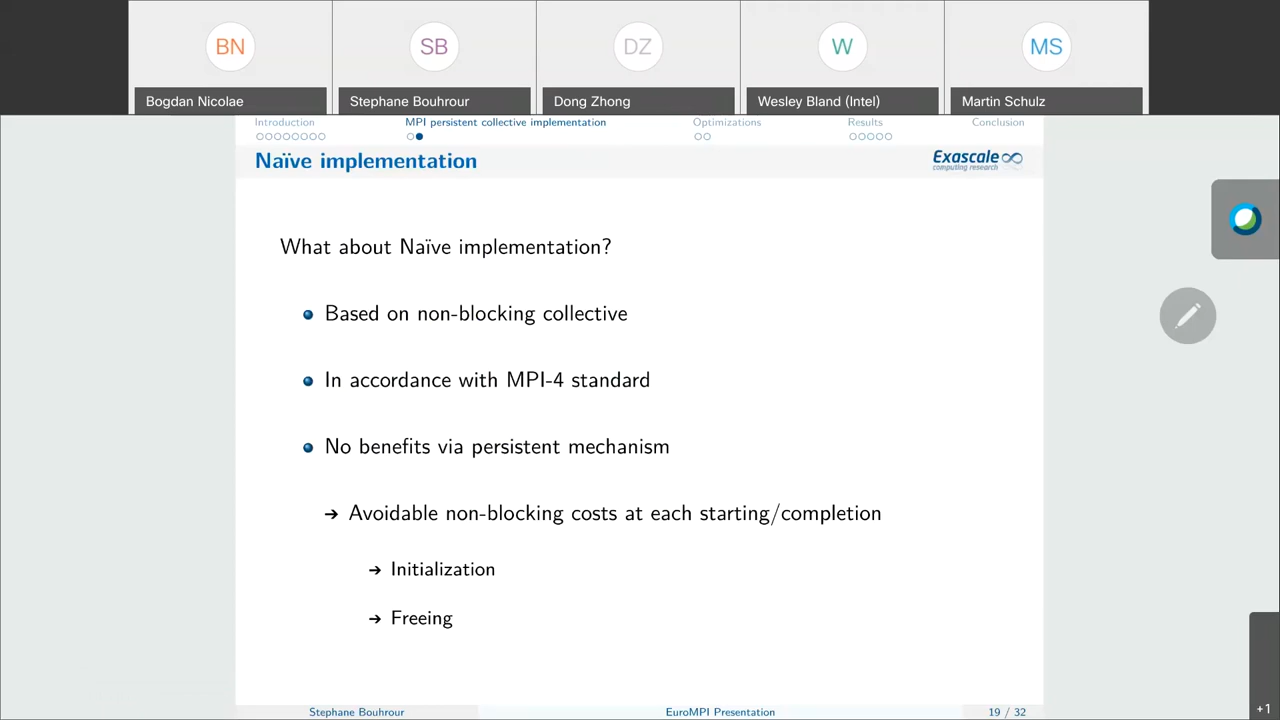 BN
SB
DZ
W
MS
Bogdan Nicolae
Stephane Bouhrour
Dong Zhong
Wesley Bland (Intel)
Martin Schulz
Introduction
MPI persistent collective implementation
Optimizations
Results
Conclusion
Naïve implementation
Exascale
computing research
What about Naïve implementation?
Based on non-blocking collective
In accordance with MPI-4 standard
No benefits via persistent mechanism
Avoidable non-blocking costs at each starting/completion
Initialization
Freeing
Stephane Bouhrour
EuroMPI Presentation
19 / 32
+1